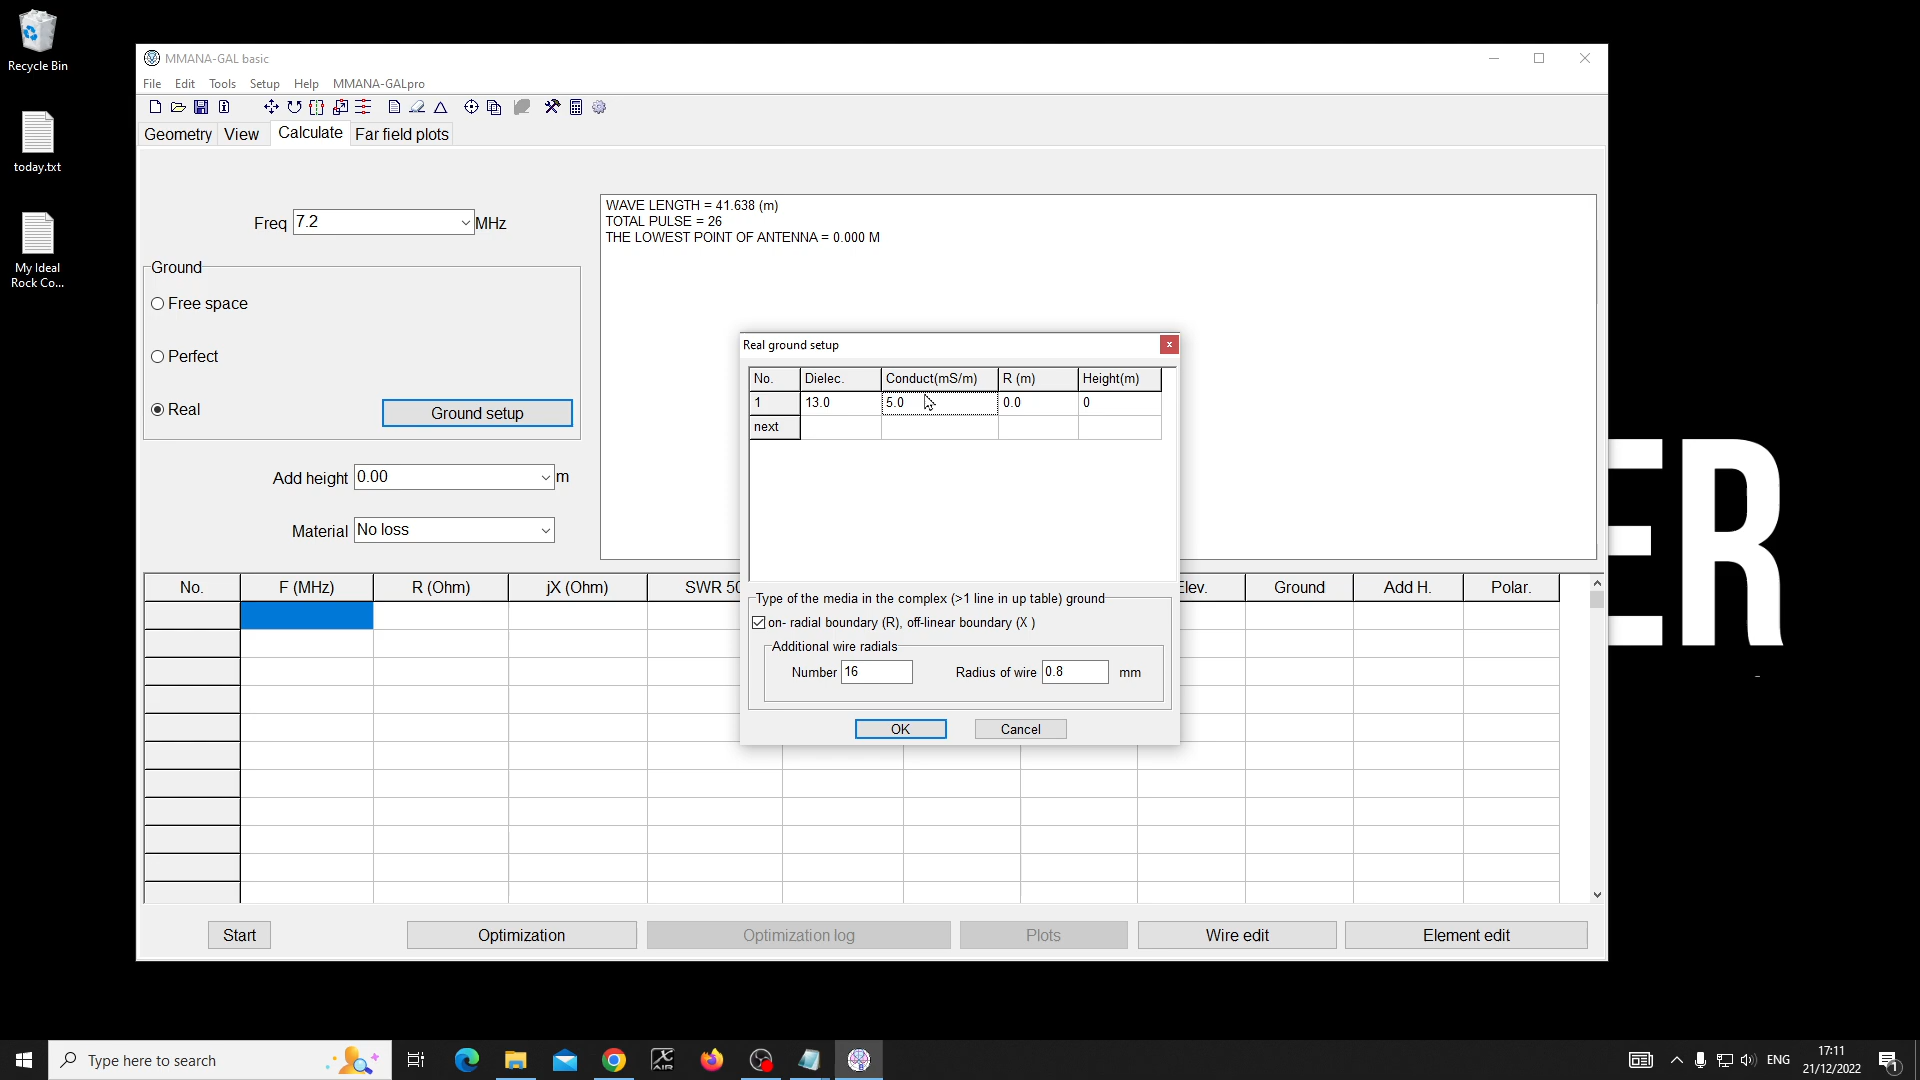 Recycle Bin
today.txt
My Ideal
Rock Co...
MMANA-GAL basic
File Edit Tools Setup Help MMANA-GALpro
Geometry View Calculate Far field plots
Freq 7.2 MHz
Ground
Free space
Perfect
Real
Ground setup
Add height 0.00 m
Material No loss
WAVE LENGTH = 41.638 (m)
TOTAL PULSE = 26
THE LOWEST POINT OF ANTENNA = 0.000 M
Real ground setup
x
No. Dielec. Conduct(mS/m) R (m) Height(m)
1 13.0 5.0 0.0 0
next
Type of the media in the complex (>1 line in up table) ground
on- radial boundary (R), off-linear boundary (X )
Additional wire radials
Number 16 Radius of wire 0.8 mm
OK Cancel
No. F (MHz) R (Ohm) jX (Ohm) SWR 50 Elev. Ground Add H. Polar.
Start Optimization Optimization log Plots Wire edit Element edit
ER
Type here to search
X AIR
ENG
17:11
21/12/2022
1